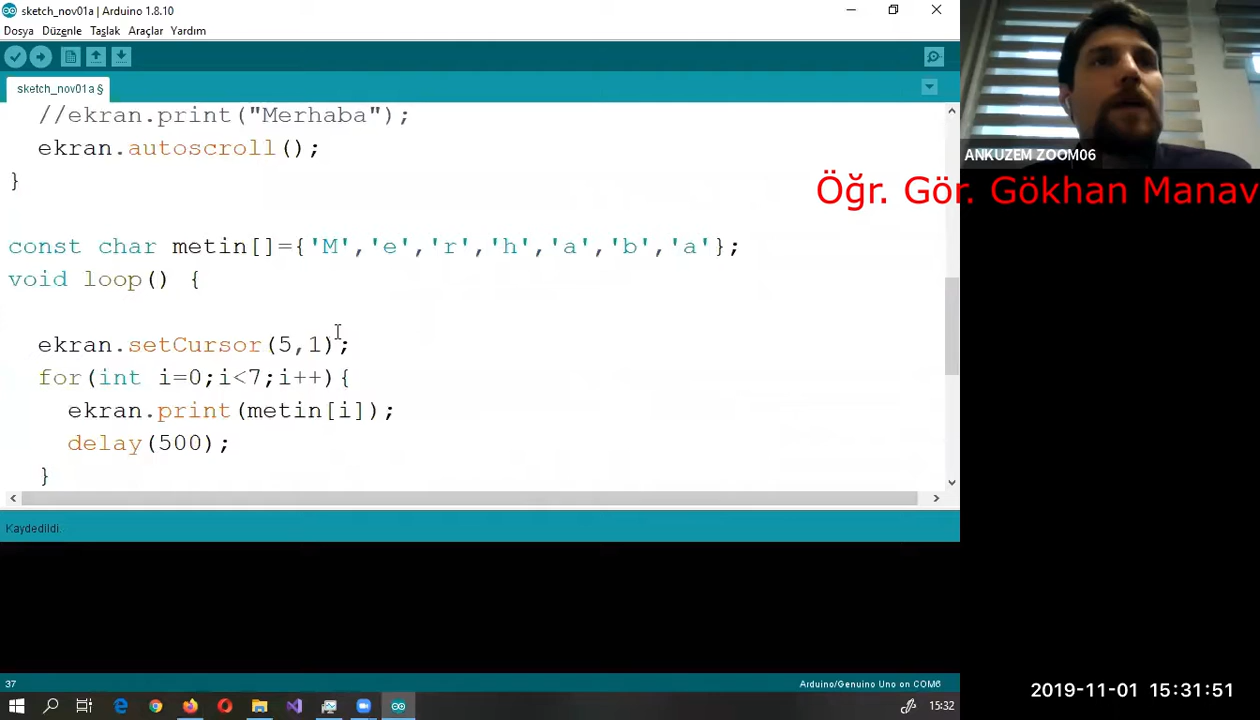 sketch_nov01a | Arduino 1.8.10
Dosya Düzenle Taşlak Araçlar Yardım
sketch_nov01a §
//ekran.print("Merhaba");
ekran.autoscroll();
}
const char metin[]={'M','e','r','h','a','b','a'};
void loop() {
ekran.setCursor(5,1);
for(int i=0;i<7;i++){
ekran.print(metin[i]);
delay(500);
}
Kaydedildi.
37
Arduino/Genuino Uno on COM6
15:32
ANKUZEM ZOOM06
Öğr. Gör. Gökhan Manav
2019-11-01 15:31:51